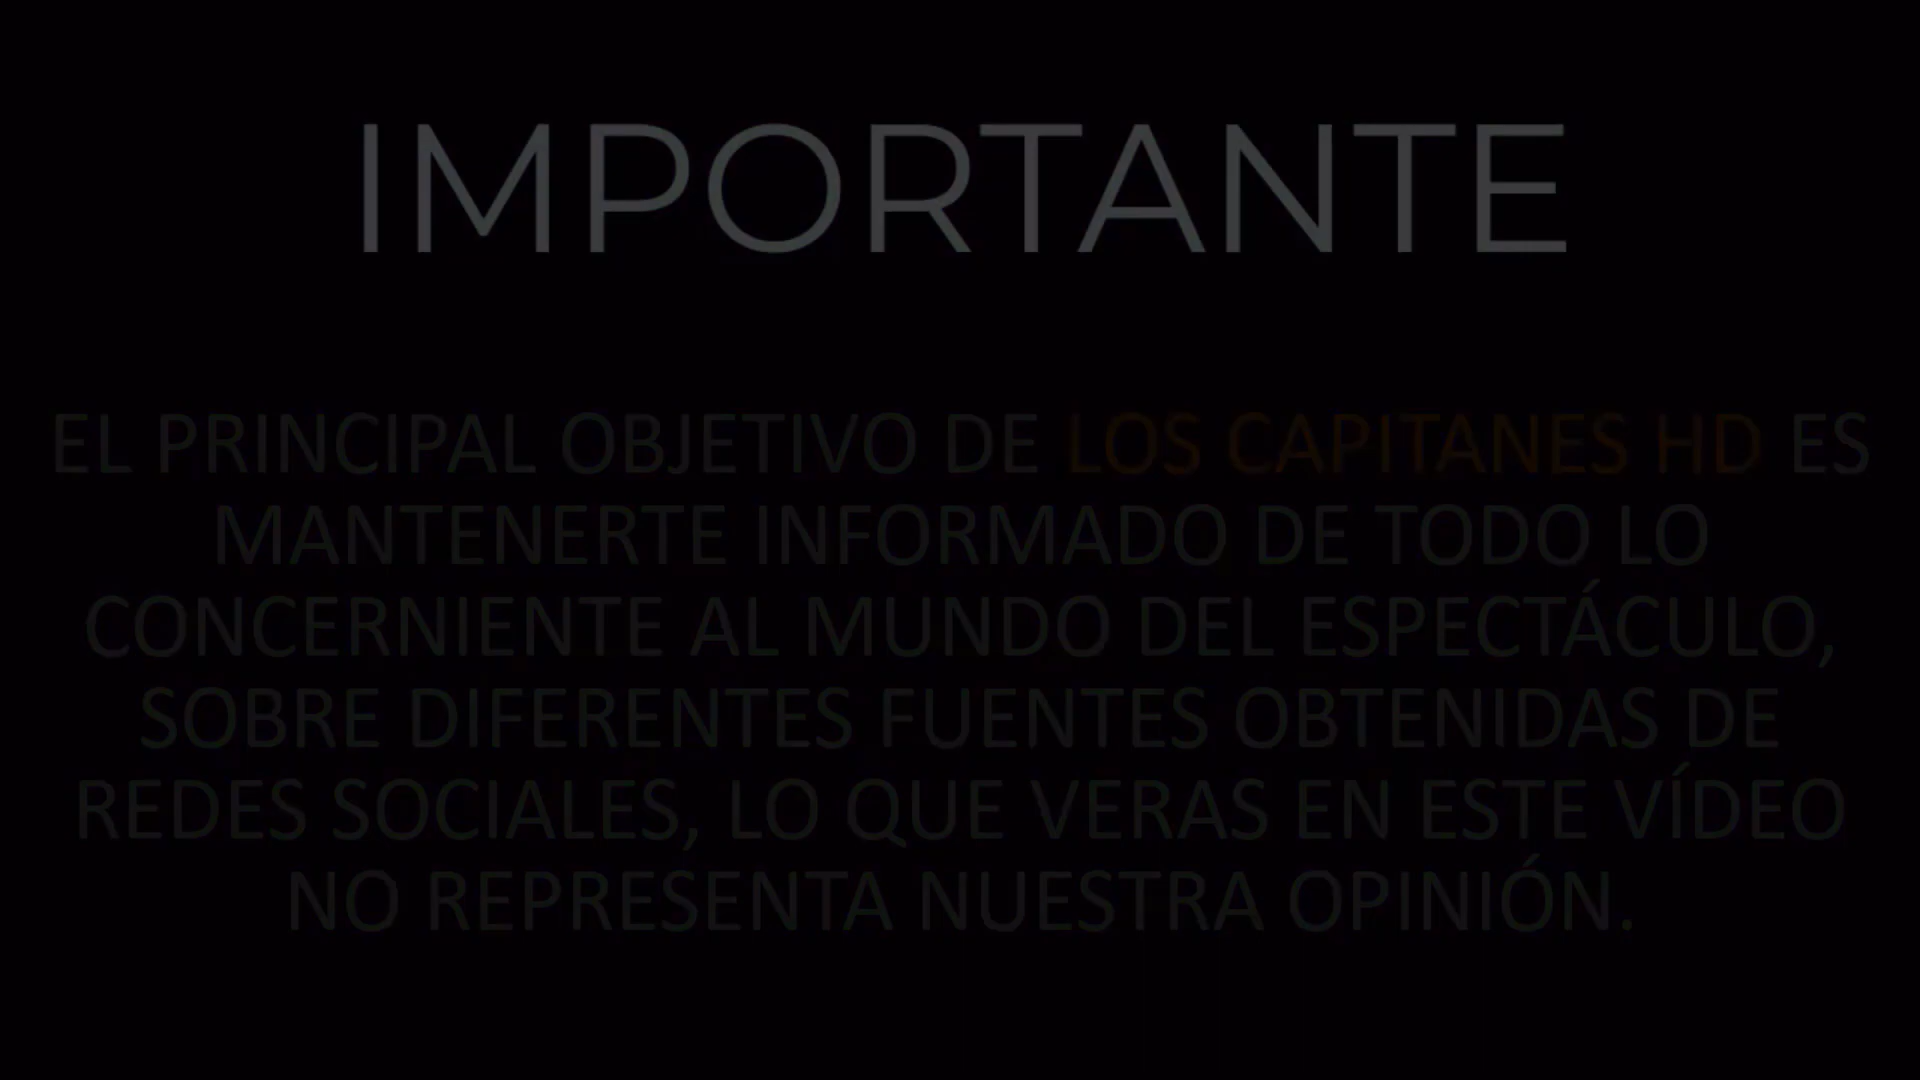 IMPORTANTE
EL PRINCIPAL OBJETIVO DE LOS CAPITANES HD ES
MANTENERTE INFORMADO DE TODO LO
CONCERNIENTE AL MUNDO DEL ESPECTÁCULO,
SOBRE DIFERENTES FUENTES OBTENIDAS DE
REDES SOCIALES, LO QUE VERAS EN ESTE VÍDEO
NO REPRESENTA NUESTRA OPINIÓN.